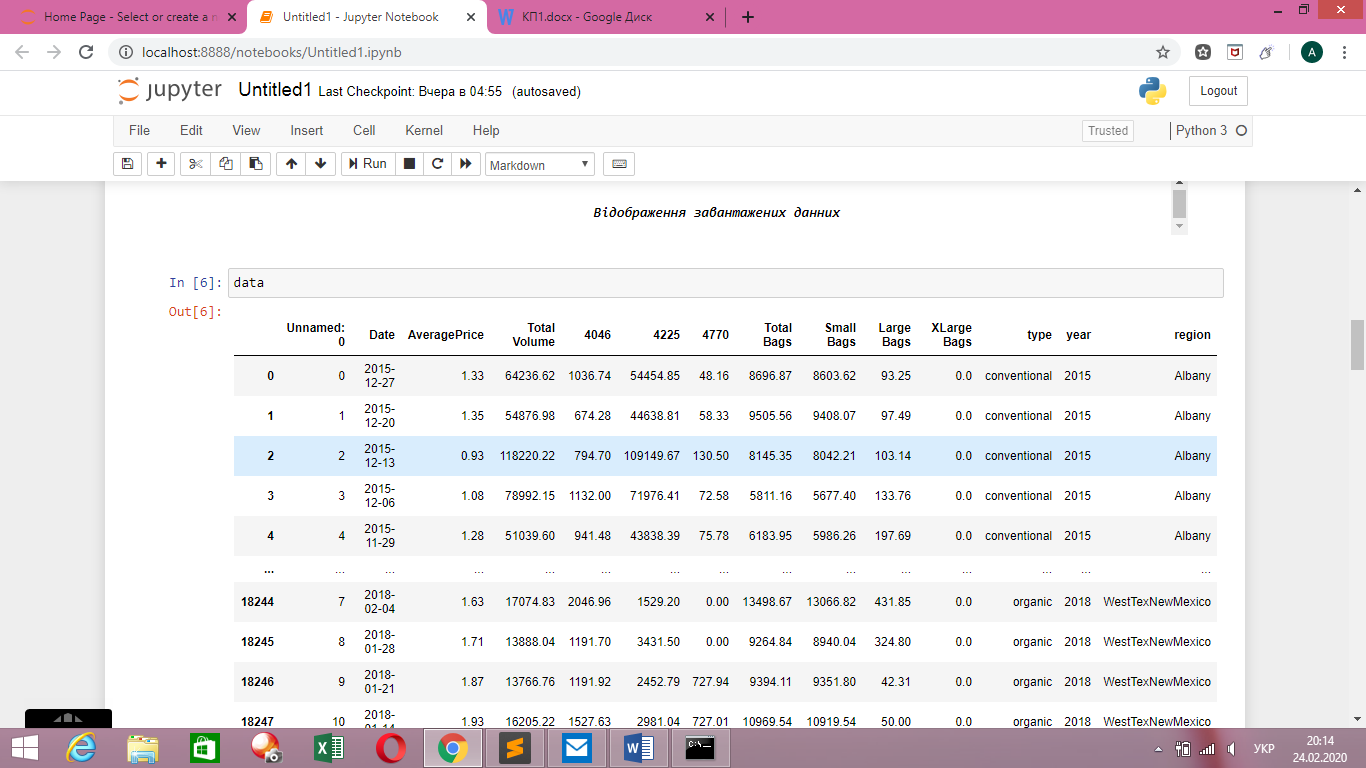 Home Page - Select or create a n
Untitled1 - Jupyter Notebook
КП1.docx - Google Диск
localhost:8888/notebooks/Untitled1.ipynb
A
jupyter Untitled1 Last Checkpoint: Вчера в 04:55 (autosaved)
Logout
File Edit View Insert Cell Kernel Help
Trusted
Python 3
Run
Markdown
Відображення завантажених данних
In [6]: data
Out[6]:
Unnamed: 0 Date AveragePrice Total Volume 4046 4225 4770 Total Bags Small Bags Large Bags XLarge Bags type year region
0 0 2015-12-27 1.33 64236.62 1036.74 54454.85 48.16 8696.87 8603.62 93.25 0.0 conventional 2015 Albany
1 1 2015-12-20 1.35 54876.98 674.28 44638.81 58.33 9505.56 9408.07 97.49 0.0 conventional 2015 Albany
2 2 2015-12-13 0.93 118220.22 794.70 109149.67 130.50 8145.35 8042.21 103.14 0.0 conventional 2015 Albany
3 3 2015-12-06 1.08 78992.15 1132.00 71976.41 72.58 5811.16 5677.40 133.76 0.0 conventional 2015 Albany
4 4 2015-11-29 1.28 51039.60 941.48 43838.39 75.78 6183.95 5986.26 197.69 0.0 conventional 2015 Albany
... ... ... ... ... ... ... ... ... ... ... ... ... ... ...
18244 7 2018-02-04 1.63 17074.83 2046.96 1529.20 0.00 13498.67 13066.82 431.85 0.0 organic 2018 WestTexNewMexico
18245 8 2018-01-28 1.71 13888.04 1191.70 3431.50 0.00 9264.84 8940.04 324.80 0.0 organic 2018 WestTexNewMexico
18246 9 2018-01-21 1.87 13766.76 1191.92 2452.79 727.94 9394.11 9351.80 42.31 0.0 organic 2018 WestTexNewMexico
18247 10 2018-01-14 1.93 16205.22 1527.63 2981.04 727.01 10969.54 10919.54 50.00 0.0 organic 2018 WestTexNewMexico
УКР
20:14
24.02.2020